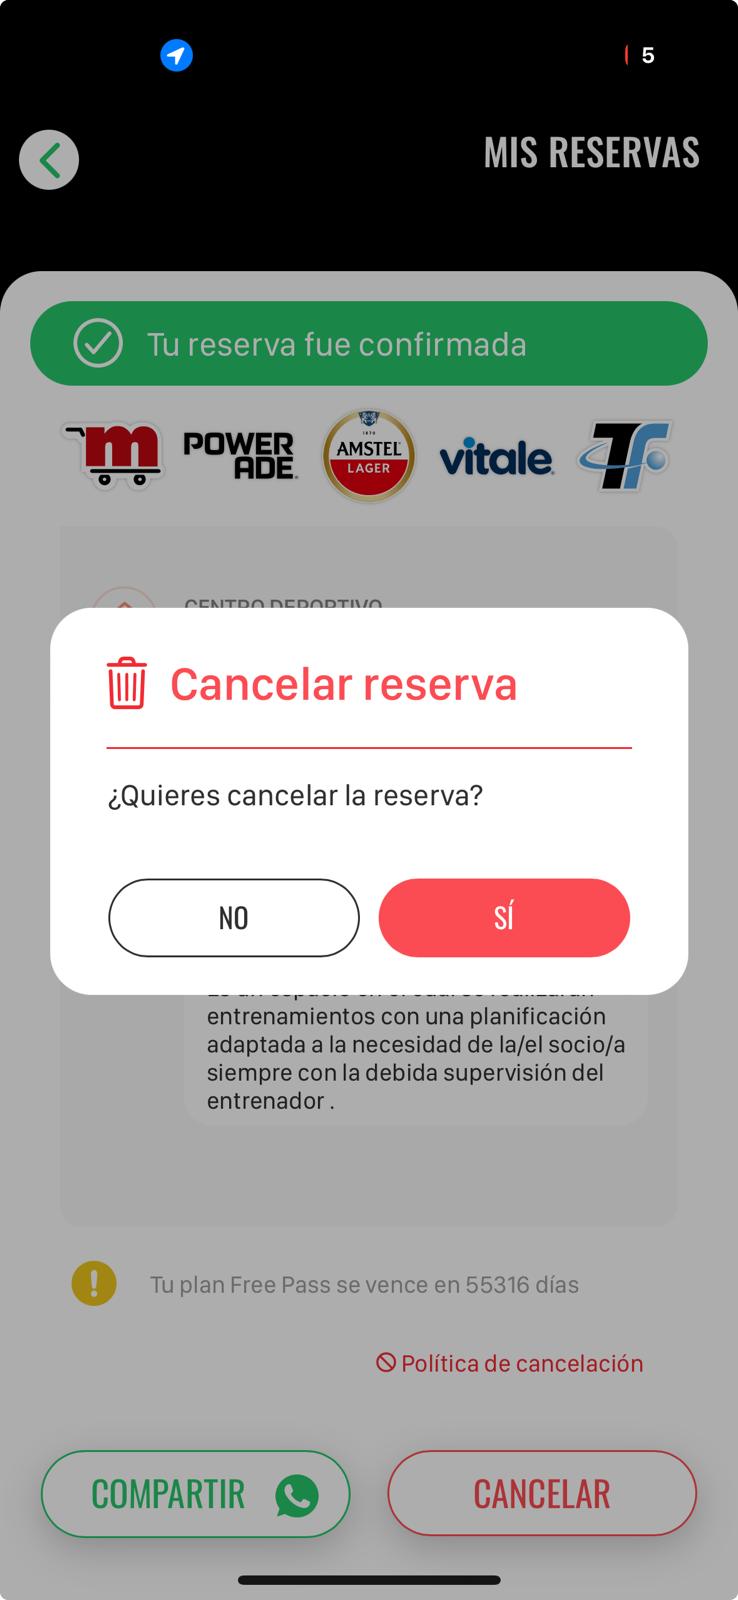 5
MIS RESERVAS
Tu reserva fue confirmada
m
POWER
ADE
1870
AMSTEL
LAGER
vitale
TF
CENTRO DEPORTIVO
Cancelar reserva
¿Quieres cancelar la reserva?
NO SÍ
entrenamientos con una planificación
adaptada a la necesidad de la/el socio/a
siempre con la debida supervisión del
entrenador .
Tu plan Free Pass se vence en 55316 días
Política de cancelación
COMPARTIR CANCELAR